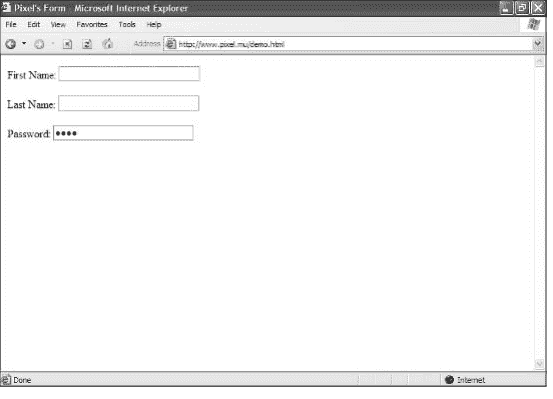 Pixel's Form - Microsoft Internet Explorer
File Edit View Favorites Tools Help
Address http://www.pixel.mu/demo.html
First Name:
Last Name:
Password: ••••
Done Internet